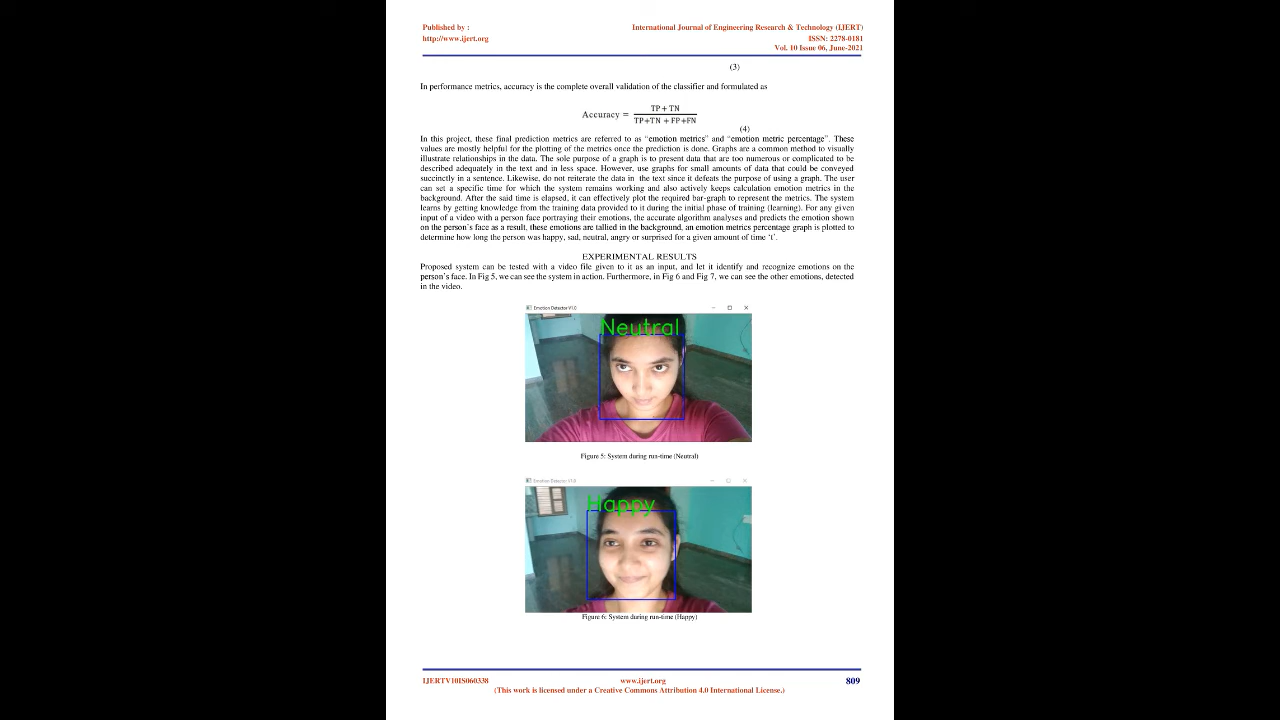 Published by :
International Journal of Engineering Research & Technology (IJERT)
http://www.ijert.org
ISSN: 2278-0181
Vol. 10 Issue 06, June-2021
(3)
In performance metrics, accuracy is the complete overall validation of the classifier and formulated as
Accuracy = TP + TN / TP+TN + FP+FN
(4)
In this project, these final prediction metrics are referred to as “emotion metrics” and “emotion metric percentage”. These
values are mostly helpful for the plotting of the metrics once the prediction is done. Graphs are a common method to visually
illustrate relationships in the data. The sole purpose of a graph is to present data that are too numerous or complicated to be
described adequately in the text and in less space. However, use graphs for small amounts of data that could be conveyed
succinctly in a sentence. Likewise, do not reiterate the data in the text since it defeats the purpose of using a graph. The user
can set a specific time for which the system remains working and also actively keeps calculation emotion metrics in the
background. After the said time is elapsed, it can effectively plot the required bar-graph to represent the metrics. The system
learns by getting knowledge from the training data provided to it during the initial phase of training (learning). For any given
input of a video with a person face portraying their emotions, the accurate algorithm analyses and predicts the emotion shown
on the person’s face as a result, these emotions are tallied in the background, an emotion metrics percentage graph is plotted to
determine how long the person was happy, sad, neutral, angry or surprised for a given amount of time ‘t’.
EXPERIMENTAL RESULTS
Proposed system can be tested with a video file given to it as an input, and let it identify and recognize emotions on the
person’s face. In Fig 5, we can see the system in action. Furthermore, in Fig 6 and Fig 7, we can see the other emotions, detected
in the video.
Emotion Detector V1.0
Neutral
Figure 5: System during run-time (Neutral)
Emotion Detector V1.0
Happy
Figure 6: System during run-time (Happy)
IJERTV10IS060338
www.ijert.org
809
(This work is licensed under a Creative Commons Attribution 4.0 International License.)